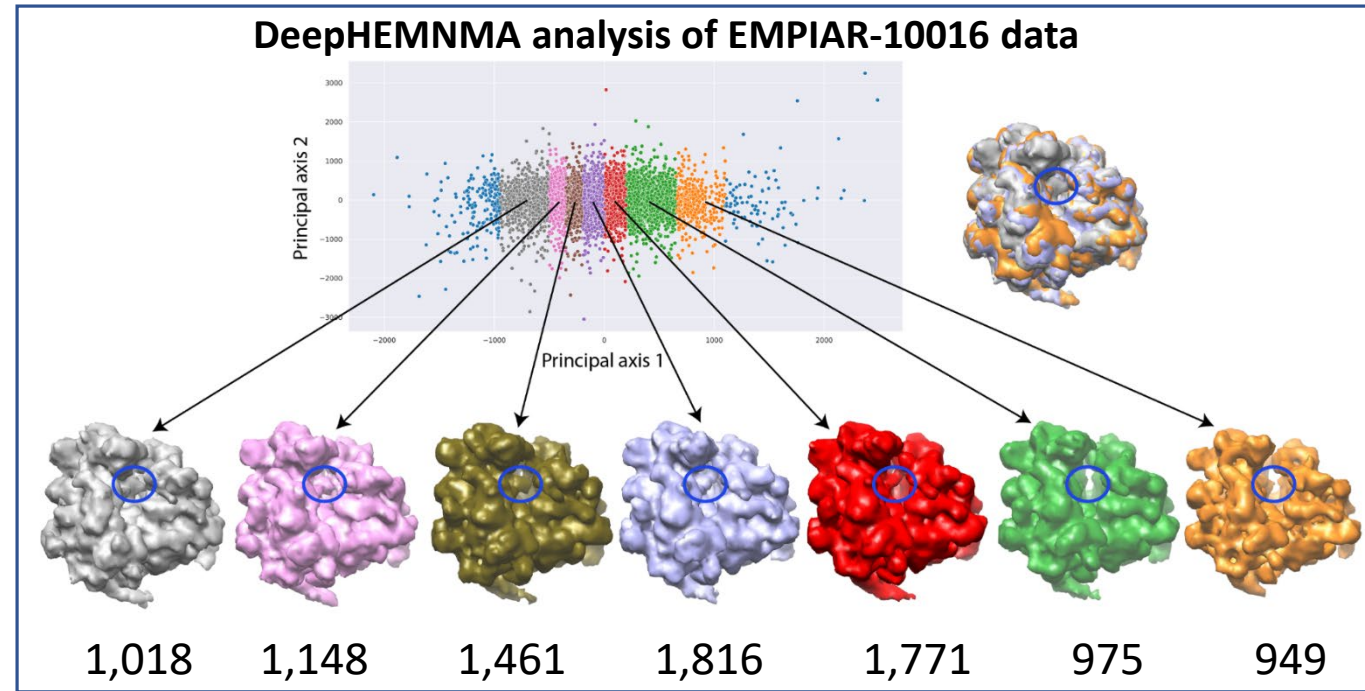 DeepHEMNMA analysis of EMPIAR-10016 data
Principal axis 2
3000
2000
1000
0
−1000
−2000
−3000
−2000 −1000 0 1000 2000
Principal axis 1
1,018 1,148 1,461 1,816 1,771 975 949